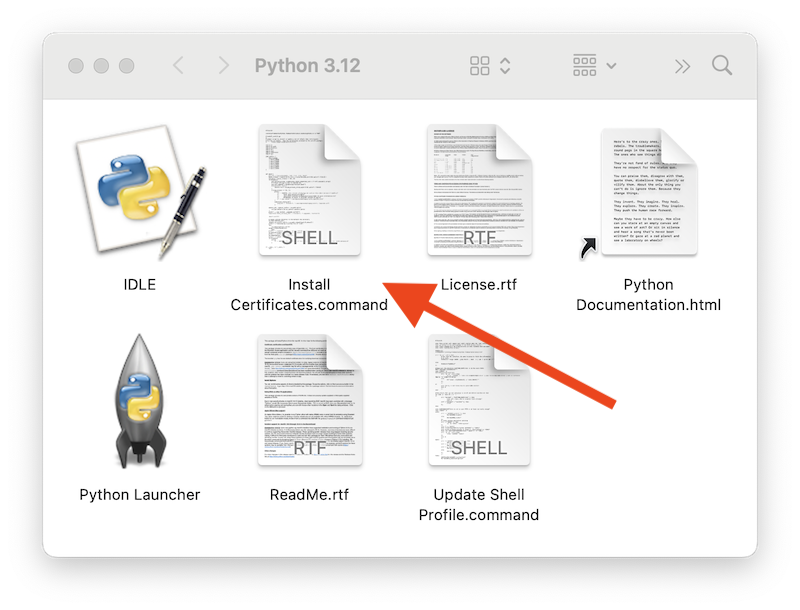 Python 3.12
SHELL
RTF
IDLE
Install
Certificates.command
License.rtf
Python
Documentation.html
RTF
SHELL
Python Launcher
ReadMe.rtf
Update Shell
Profile.command